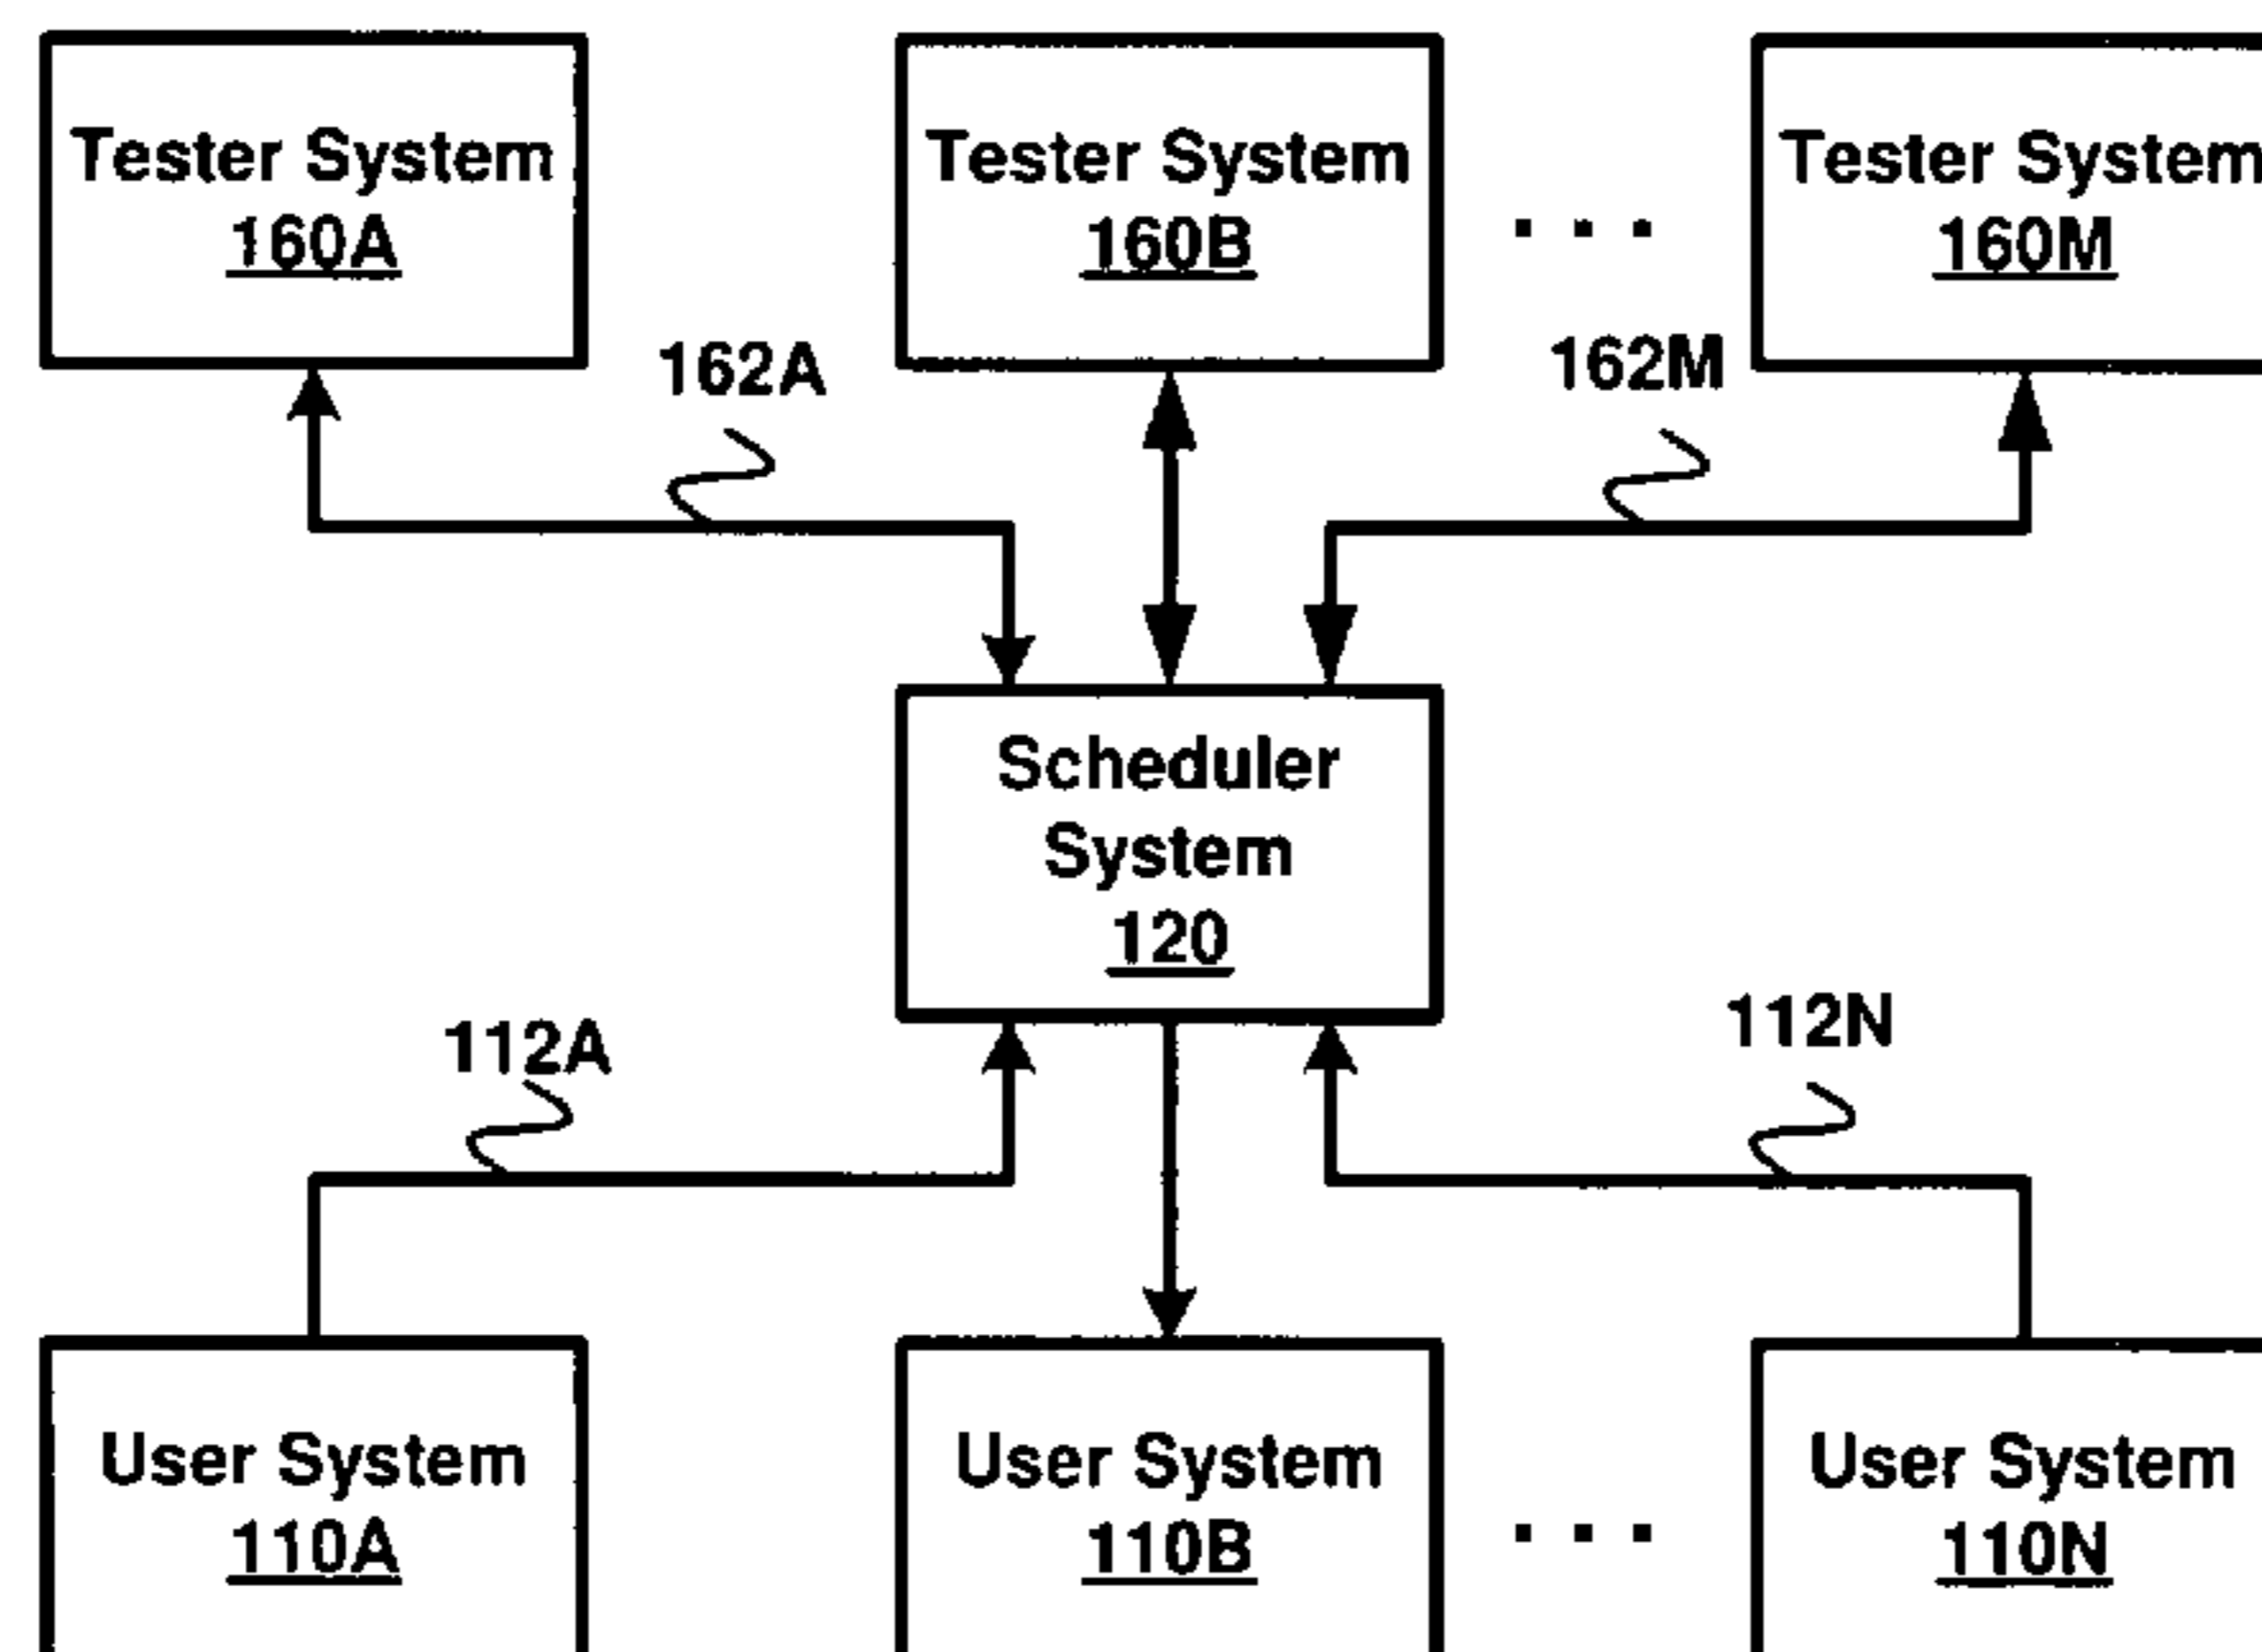 Tester System
160A
Tester System
160B
. . .
Tester System
160M
162A
162M
Scheduler
System
120
112A
112N
User System
110A
User System
110B
. . .
User System
110N